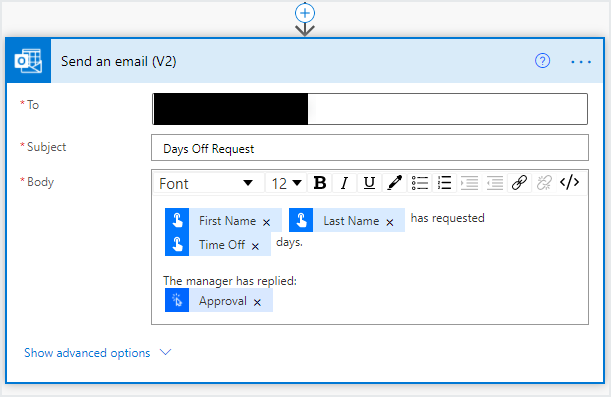 Send an email (V2)
* To
* Subject
Days Off Request
* Body
Font 12 B I U </>
First Name × Last Name × has requested
Time Off × days.
The manager has replied:
Approval ×
Show advanced options